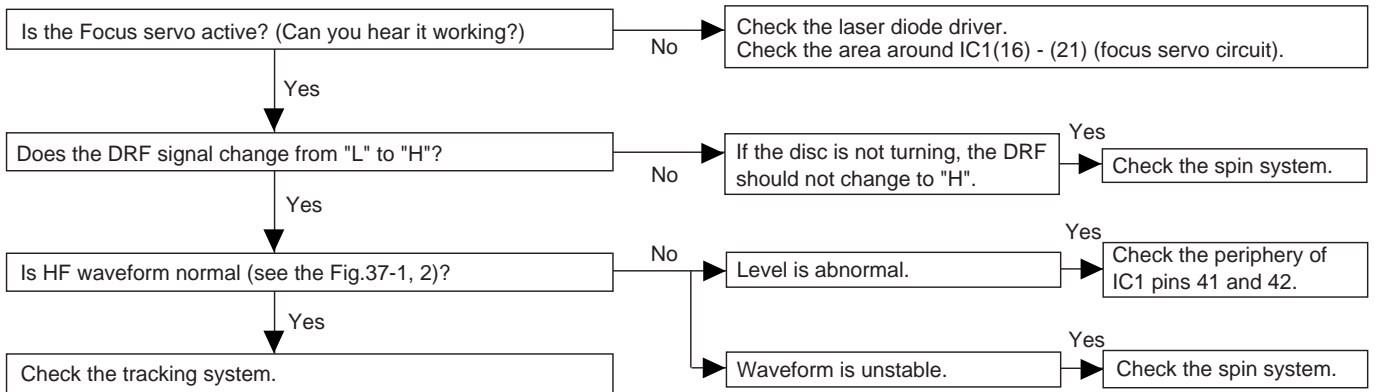 Is the Focus servo active? (Can you hear it working?)
No
Check the laser diode driver.
Check the area around IC1(16) - (21) (focus servo circuit).
Yes
Does the DRF signal change from "L" to "H"?
No
If the disc is not turning, the DRF
should not change to "H".
Yes
Check the spin system.
Yes
Is HF waveform normal (see the Fig.37-1, 2)?
No
Level is abnormal.
Yes
Check the periphery of
IC1 pins 41 and 42.
Yes
Check the tracking system.
Waveform is unstable.
Yes
Check the spin system.